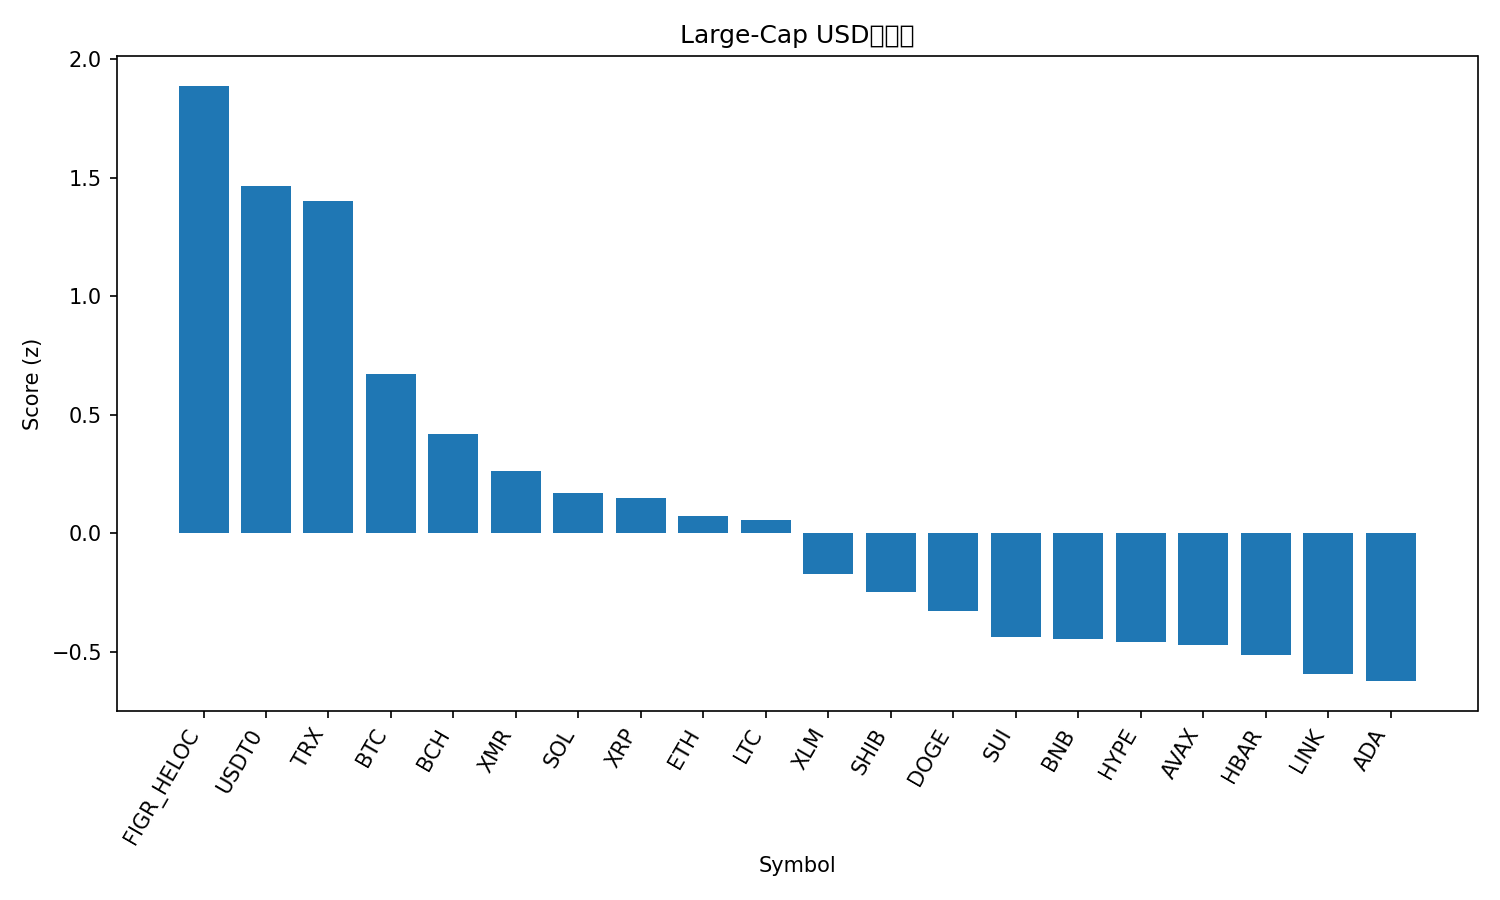 Large-Cap USD
2.0
1.5
1.0
0.5
0.0
−0.5
Score (z)
FIGR_HELOC
USDT0
TRX
BTC
BCH
XMR
SOL
XRP
ETH
LTC
XLM
SHIB
DOGE
SUI
BNB
HYPE
AVAX
HBAR
LINK
ADA
Symbol